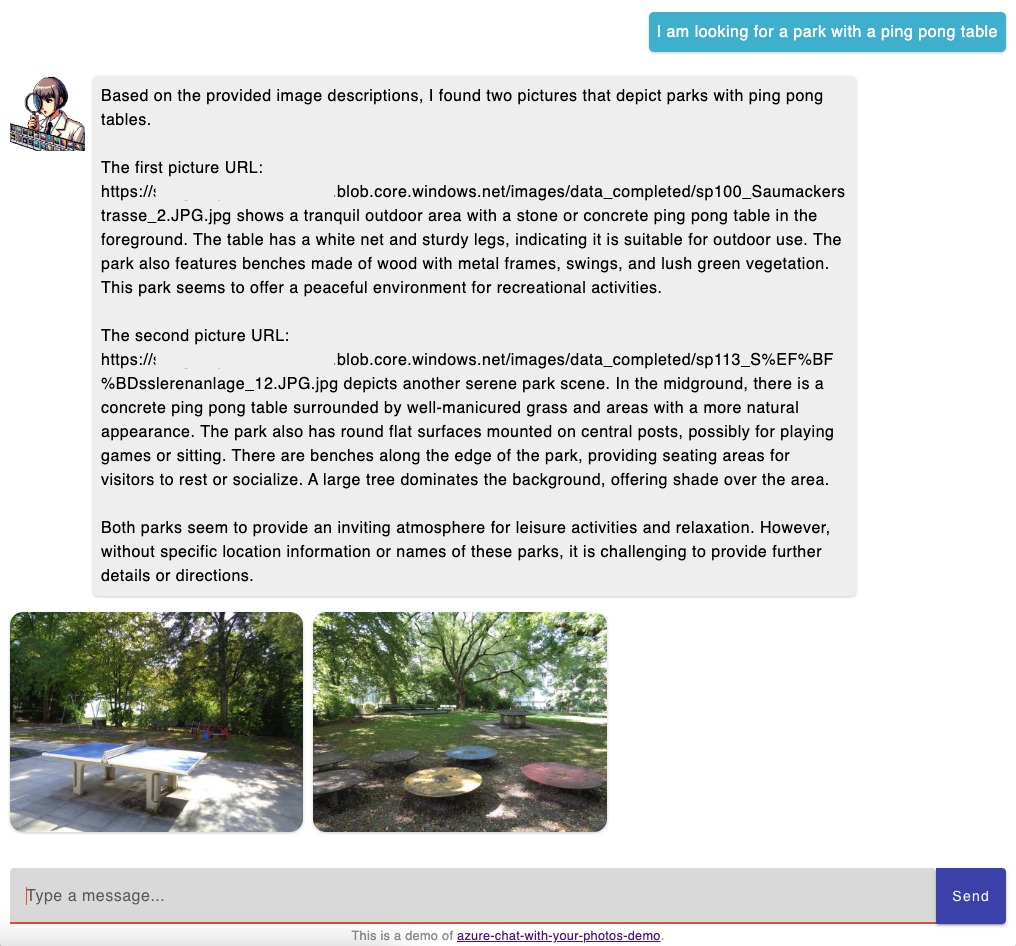 I am looking for a park with a ping pong table
Based on the provided image descriptions, I found two pictures that depict parks with ping pong
tables.
The first picture URL:
https://s .blob.core.windows.net/images/data_completed/sp100_Saumackers
trasse_2.JPG.jpg shows a tranquil outdoor area with a stone or concrete ping pong table in the
foreground. The table has a white net and sturdy legs, indicating it is suitable for outdoor use. The
park also features benches made of wood with metal frames, swings, and lush green vegetation.
This park seems to offer a peaceful environment for recreational activities.
The second picture URL:
https://s .blob.core.windows.net/images/data_completed/sp113_S%EF%BF
%BDsslerenanlage_12.JPG.jpg depicts another serene park scene. In the midground, there is a
concrete ping pong table surrounded by well-manicured grass and areas with a more natural
appearance. The park also has round flat surfaces mounted on central posts, possibly for playing
games or sitting. There are benches along the edge of the park, providing seating areas for
visitors to rest or socialize. A large tree dominates the background, offering shade over the area.
Both parks seem to provide an inviting atmosphere for leisure activities and relaxation. However,
without specific location information or names of these parks, it is challenging to provide further
details or directions.
Type a message...
Send
This is a demo of azure-chat-with-your-photos-demo.